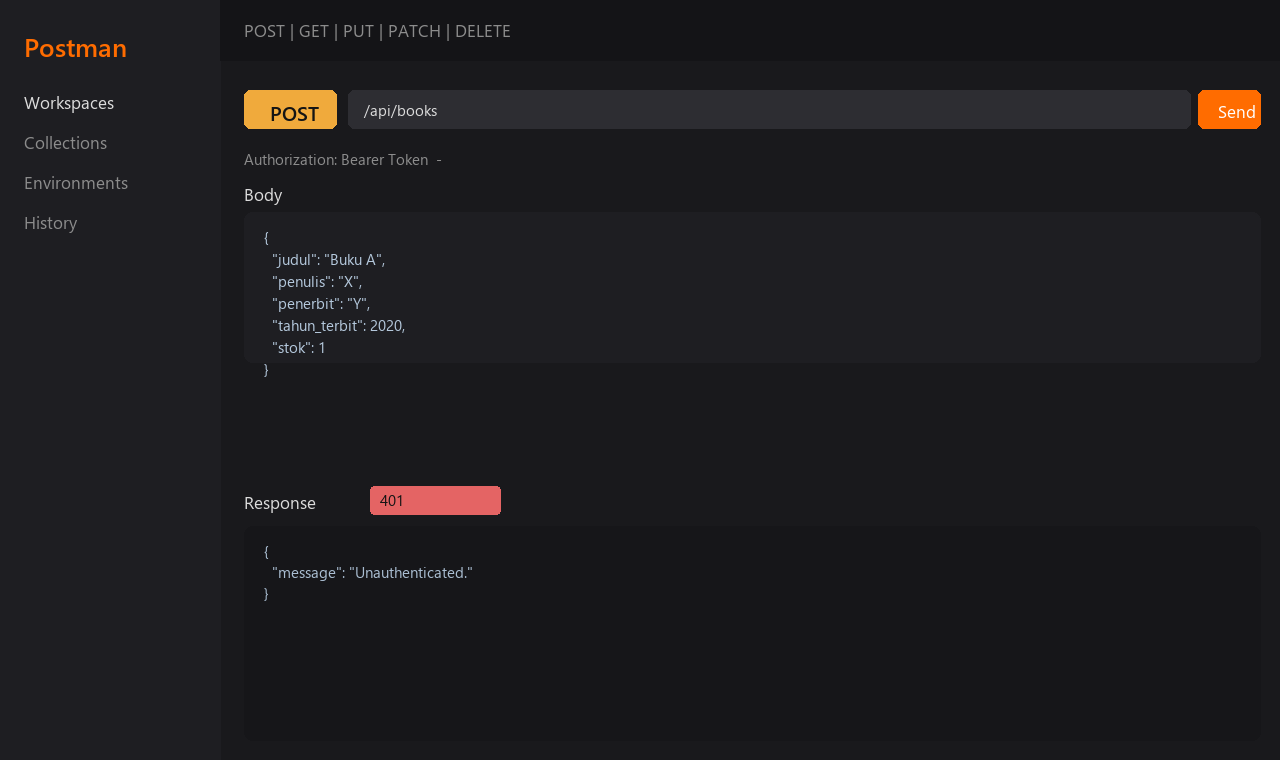 Postman
Workspaces
Collections
Environments
History
POST | GET | PUT | PATCH | DELETE
POST
/api/books
Send
Authorization: Bearer Token -
Body
{
"judul": "Buku A",
"penulis": "X",
"penerbit": "Y",
"tahun_terbit": 2020,
"stok": 1
}
Response
401
{
"message": "Unauthenticated."
}